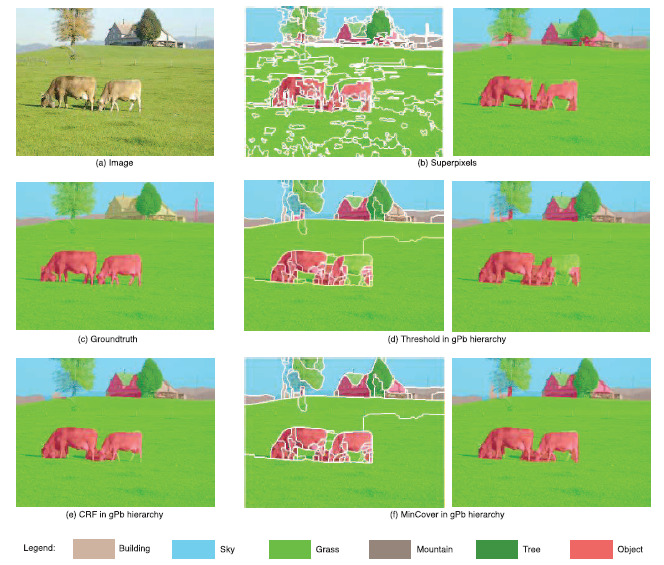 (a) Image
(b) Superpixels
(c) Groundtruth
(d) Threshold in gPb hierarchy
(e) CRF in gPb hierarchy
(f) MinCover in gPb hierarchy
Legend: Building Sky Grass Mountain Tree Object